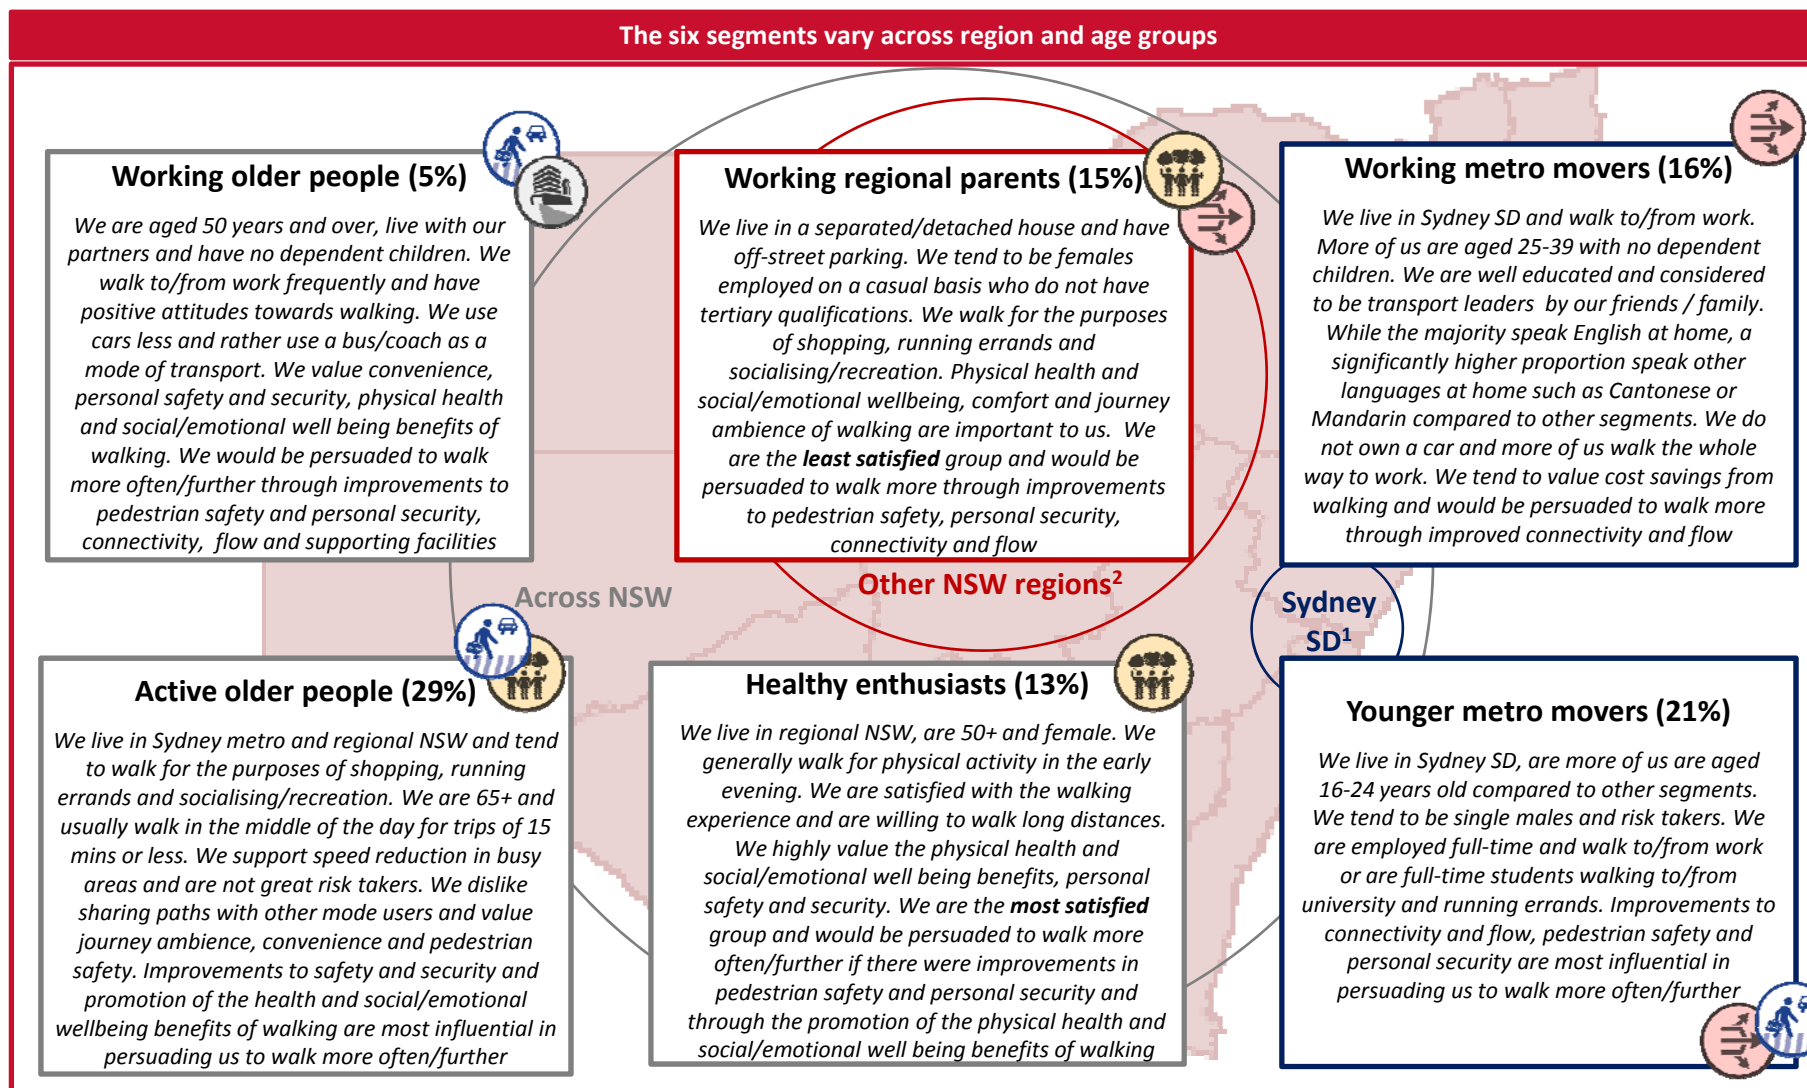 The six segments vary across region and age groups
Working older people (5%)
We are aged 50 years and over, live with our
partners and have no dependent children. We
walk to/from work frequently and have
positive attitudes towards walking. We use
cars less and rather use a bus/coach as a
mode of transport. We value convenience,
personal safety and security, physical health
and social/emotional well being benefits of
walking. We would be persuaded to walk
more often/further through improvements to
pedestrian safety and personal security,
connectivity, flow and supporting facilities
Working regional parents (15%)
We live in a separated/detached house and have
off-street parking. We tend to be females
employed on a casual basis who do not have
tertiary qualifications. We walk for the purposes
of shopping, running errands and
socialising/recreation. Physical health and
social/emotional wellbeing, comfort and journey
ambience of walking are important to us. We
are the least satisfied group and would be
persuaded to walk more through improvements
to pedestrian safety, personal security,
connectivity and flow
Working metro movers (16%)
We live in Sydney SD and walk to/from work.
More of us are aged 25-39 with no dependent
children. We are well educated and considered
to be transport leaders by our friends / family.
While the majority speak English at home, a
significantly higher proportion speak other
languages at home such as Cantonese or
Mandarin compared to other segments. We do
not own a car and more of us walk the whole
way to work. We tend to value cost savings from
walking and would be persuaded to walk more
through improved connectivity and flow
Across NSW
Other NSW regions2
Sydney
SD1
Active older people (29%)
We live in Sydney metro and regional NSW and tend
to walk for the purposes of shopping, running
errands and socialising/recreation. We are 65+ and
usually walk in the middle of the day for trips of 15
mins or less. We support speed reduction in busy
areas and are not great risk takers. We dislike
sharing paths with other mode users and value
journey ambience, convenience and pedestrian
safety. Improvements to safety and security and
promotion of the health and social/emotional
wellbeing benefits of walking are most influential in
persuading us to walk more often/further
Healthy enthusiasts (13%)
We live in regional NSW, are 50+ and female. We
generally walk for physical activity in the early
evening. We are satisfied with the walking
experience and are willing to walk long distances.
We highly value the physical health and
social/emotional well being benefits, personal
safety and security. We are the most satisfied
group and would be persuaded to walk more
often/further if there were improvements in
pedestrian safety and personal security and
through the promotion of the physical health and
social/emotional well being benefits of walking
Younger metro movers (21%)
We live in Sydney SD, are more of us are aged
16-24 years old compared to other segments.
We tend to be single males and risk takers. We
are employed full-time and walk to/from work
or are full-time students walking to/from
university and running errands. Improvements to
connectivity and flow, pedestrian safety and
personal security are most influential in
persuading us to walk more often/further